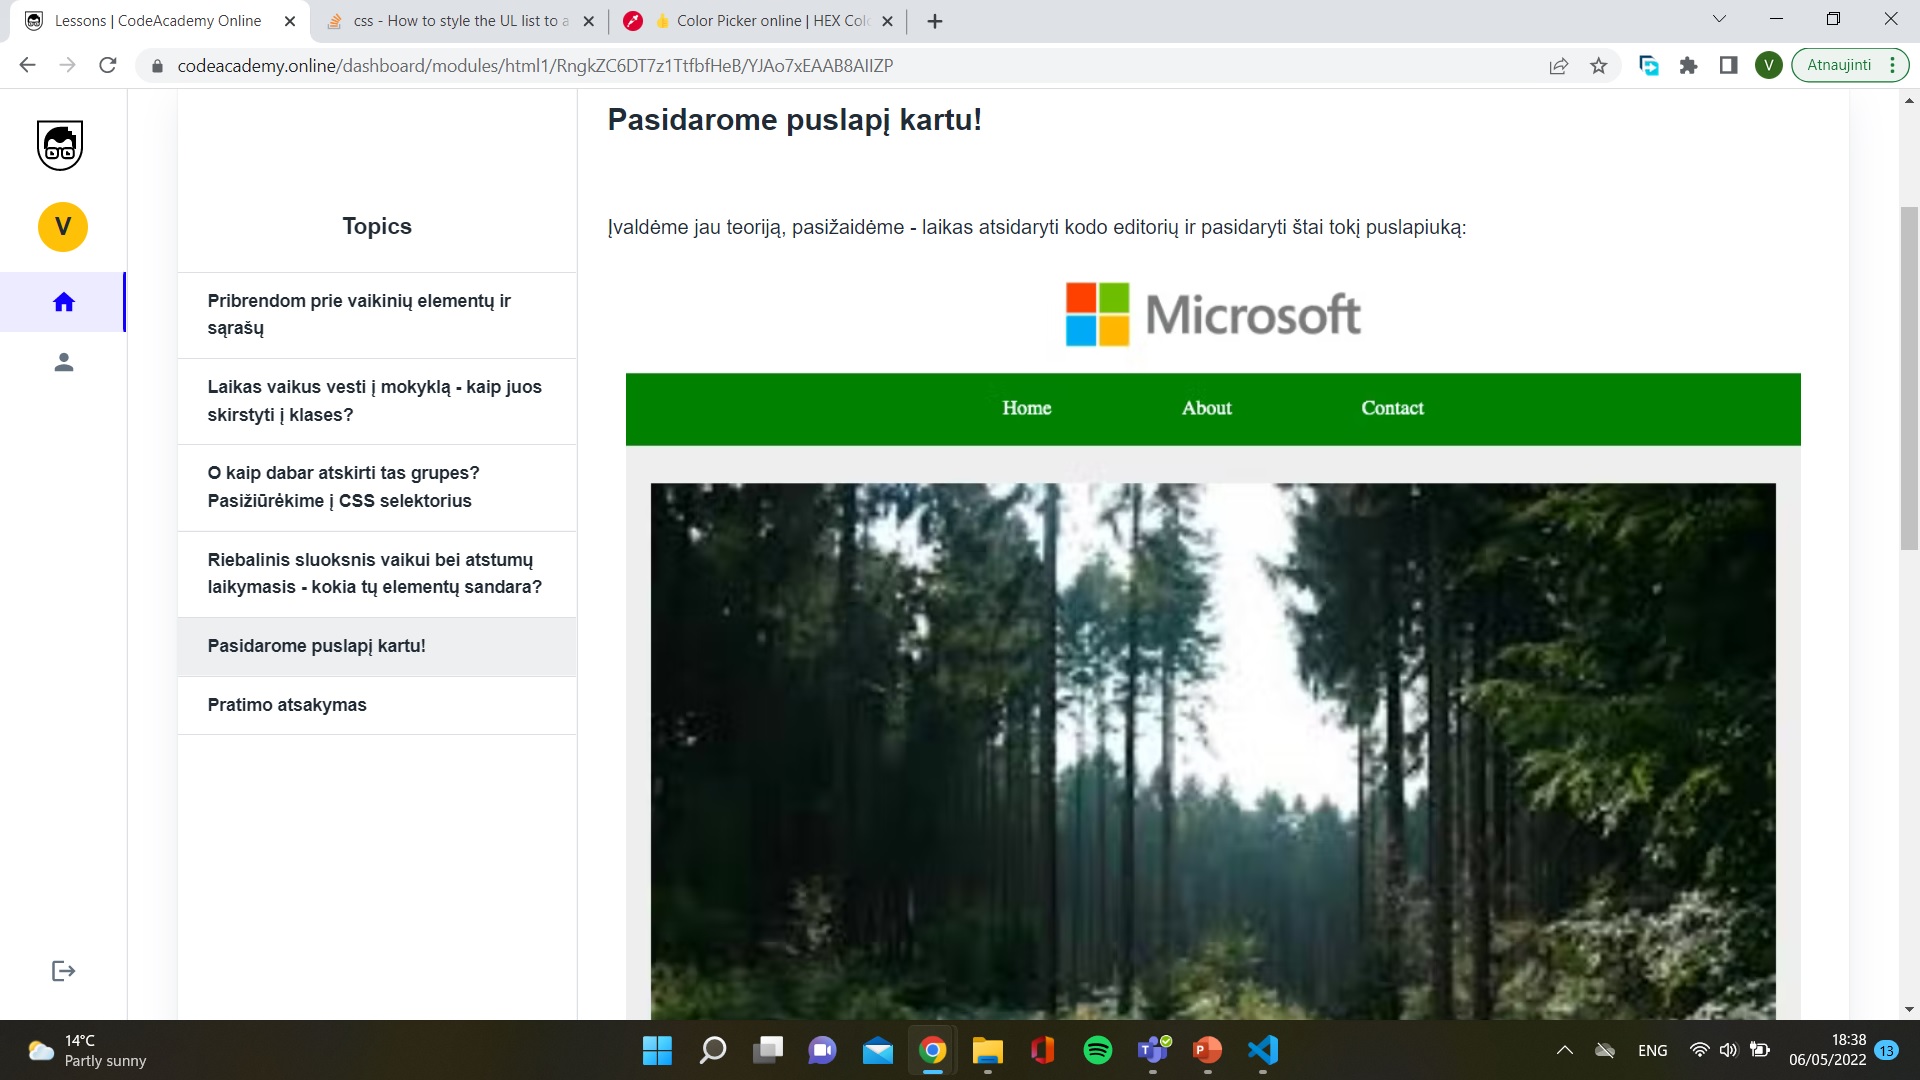 Lessons | CodeAcademy Online
css - How to style the UL list to a
Color Picker online | HEX Col
codeacademy.online/dashboard/modules/html1/RngkZC6DT7z1TtfbfHeB/YJAo7xEAAB8AIIZP
V
Atnaujinti
V
Topics
Pribrendom prie vaikinių elementų ir
sąrašų
Laikas vaikus vesti į mokyklą - kaip juos
skirstyti į klases?
O kaip dabar atskirti tas grupes?
Pasižiūrėkime į CSS selektorius
Riebalinis sluoksnis vaikui bei atstumų
laikymasis - kokia tų elementų sandara?
Pasidarome puslapį kartu!
Pratimo atsakymas
Pasidarome puslapį kartu!
Įvaldėme jau teoriją, pasižaidėme - laikas atsidaryti kodo editorių ir pasidaryti štai tokį puslapiuką:
Microsoft
Home About Contact
14°C
Partly sunny
ENG
18:38
06/05/2022
13